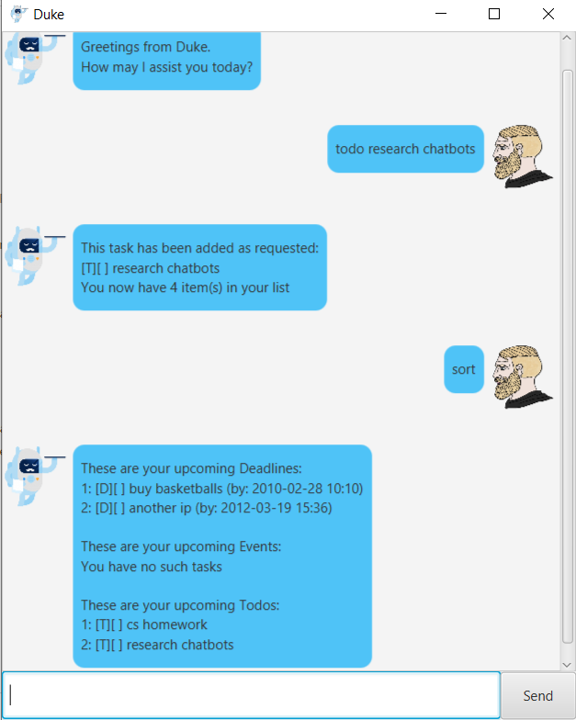 Duke
Greetings from Duke.
How may I assist you today?
todo research chatbots
This task has been added as requested:
[T][ ] research chatbots
You now have 4 item(s) in your list
sort
These are your upcoming Deadlines:
1: [D][ ] buy basketballs (by: 2010-02-28 10:10)
2: [D][ ] another ip (by: 2012-03-19 15:36)
These are your upcoming Events:
You have no such tasks
These are your upcoming Todos:
1: [T][ ] cs homework
2: [T][ ] research chatbots
Send